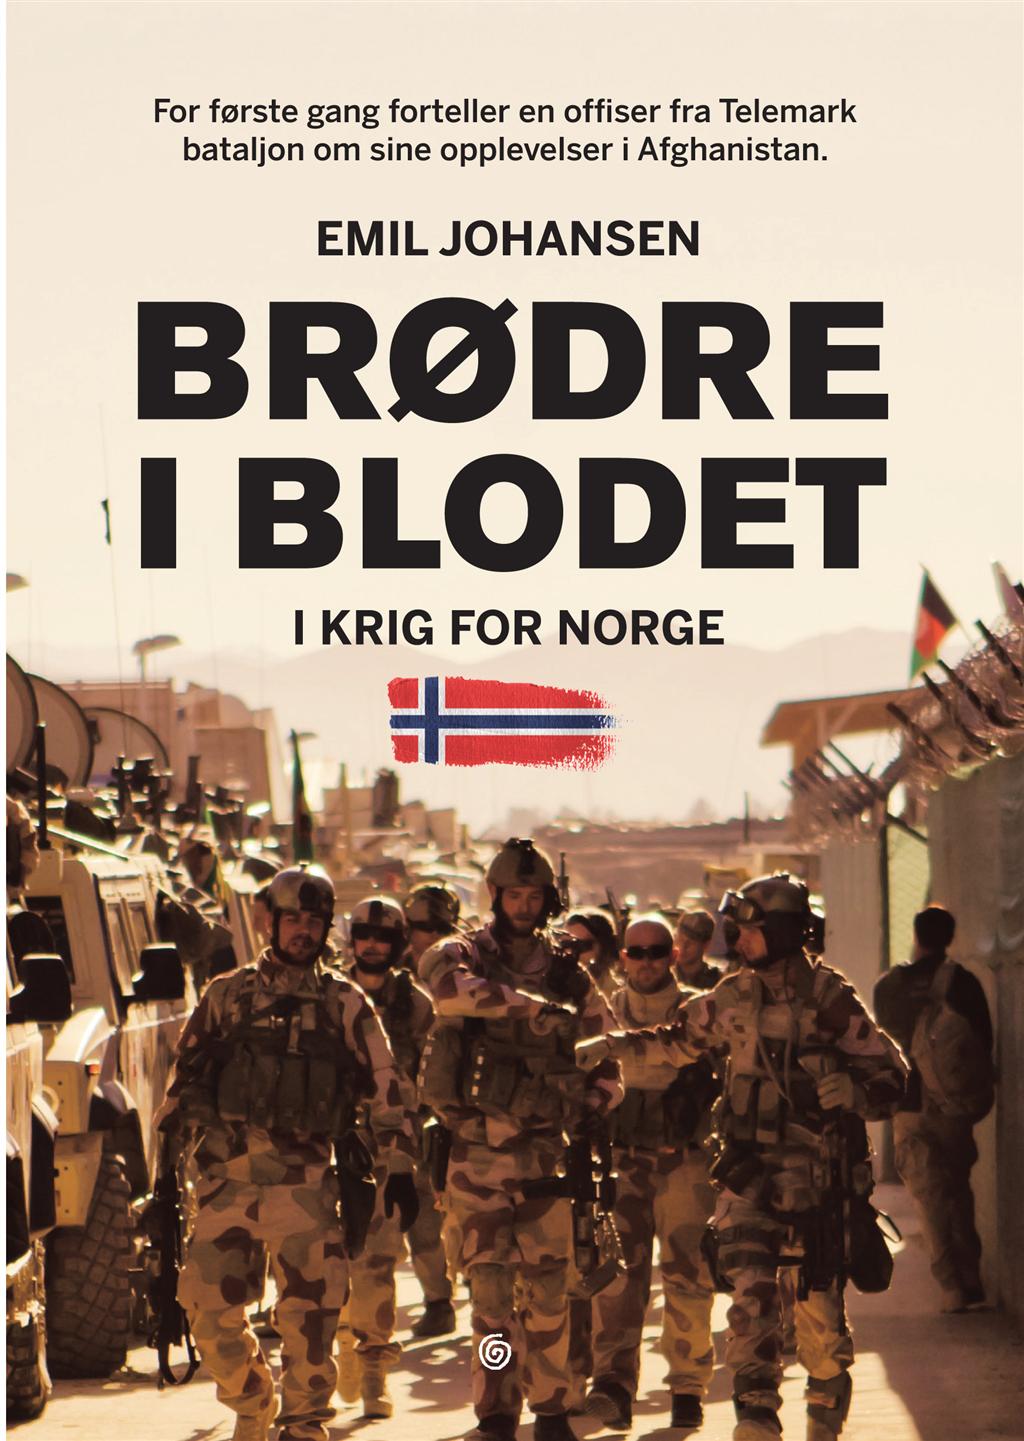 For første gang forteller en offiser fra Telemark
bataljon om sine opplevelser i Afghanistan.
EMIL JOHANSEN
BRØDRE
I BLODET
I KRIG FOR NORGE